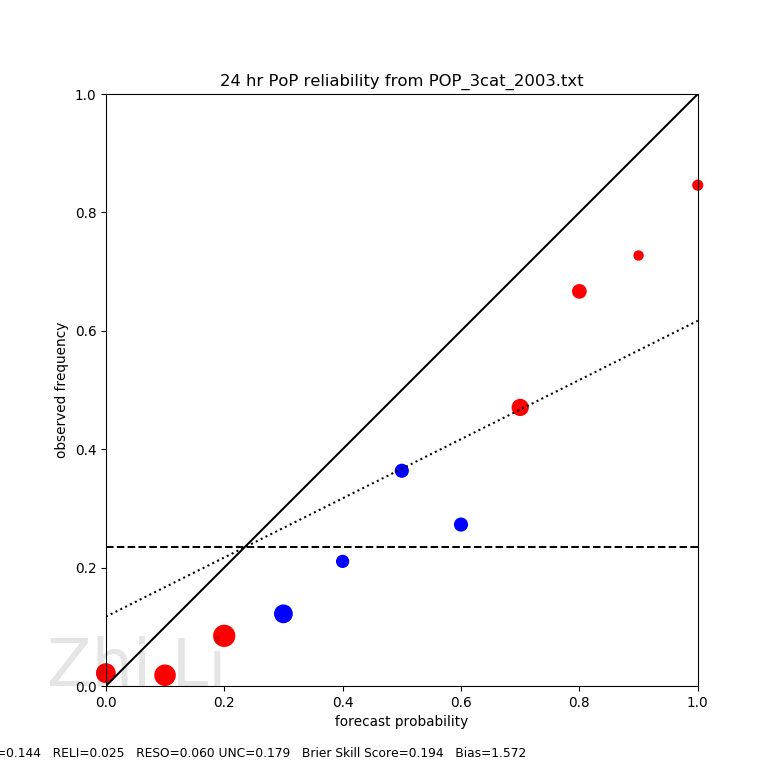 24 hr PoP reliability from POP_3cat_2003.txt
1.0
0.8
0.6
0.4
0.2
0.0
observed frequency
Zhi Li
0.0 0.2 0.4 0.6 0.8 1.0
forecast probability
=0.144 RELI=0.025 RESO=0.060 UNC=0.179 Brier Skill Score=0.194 Bias=1.572